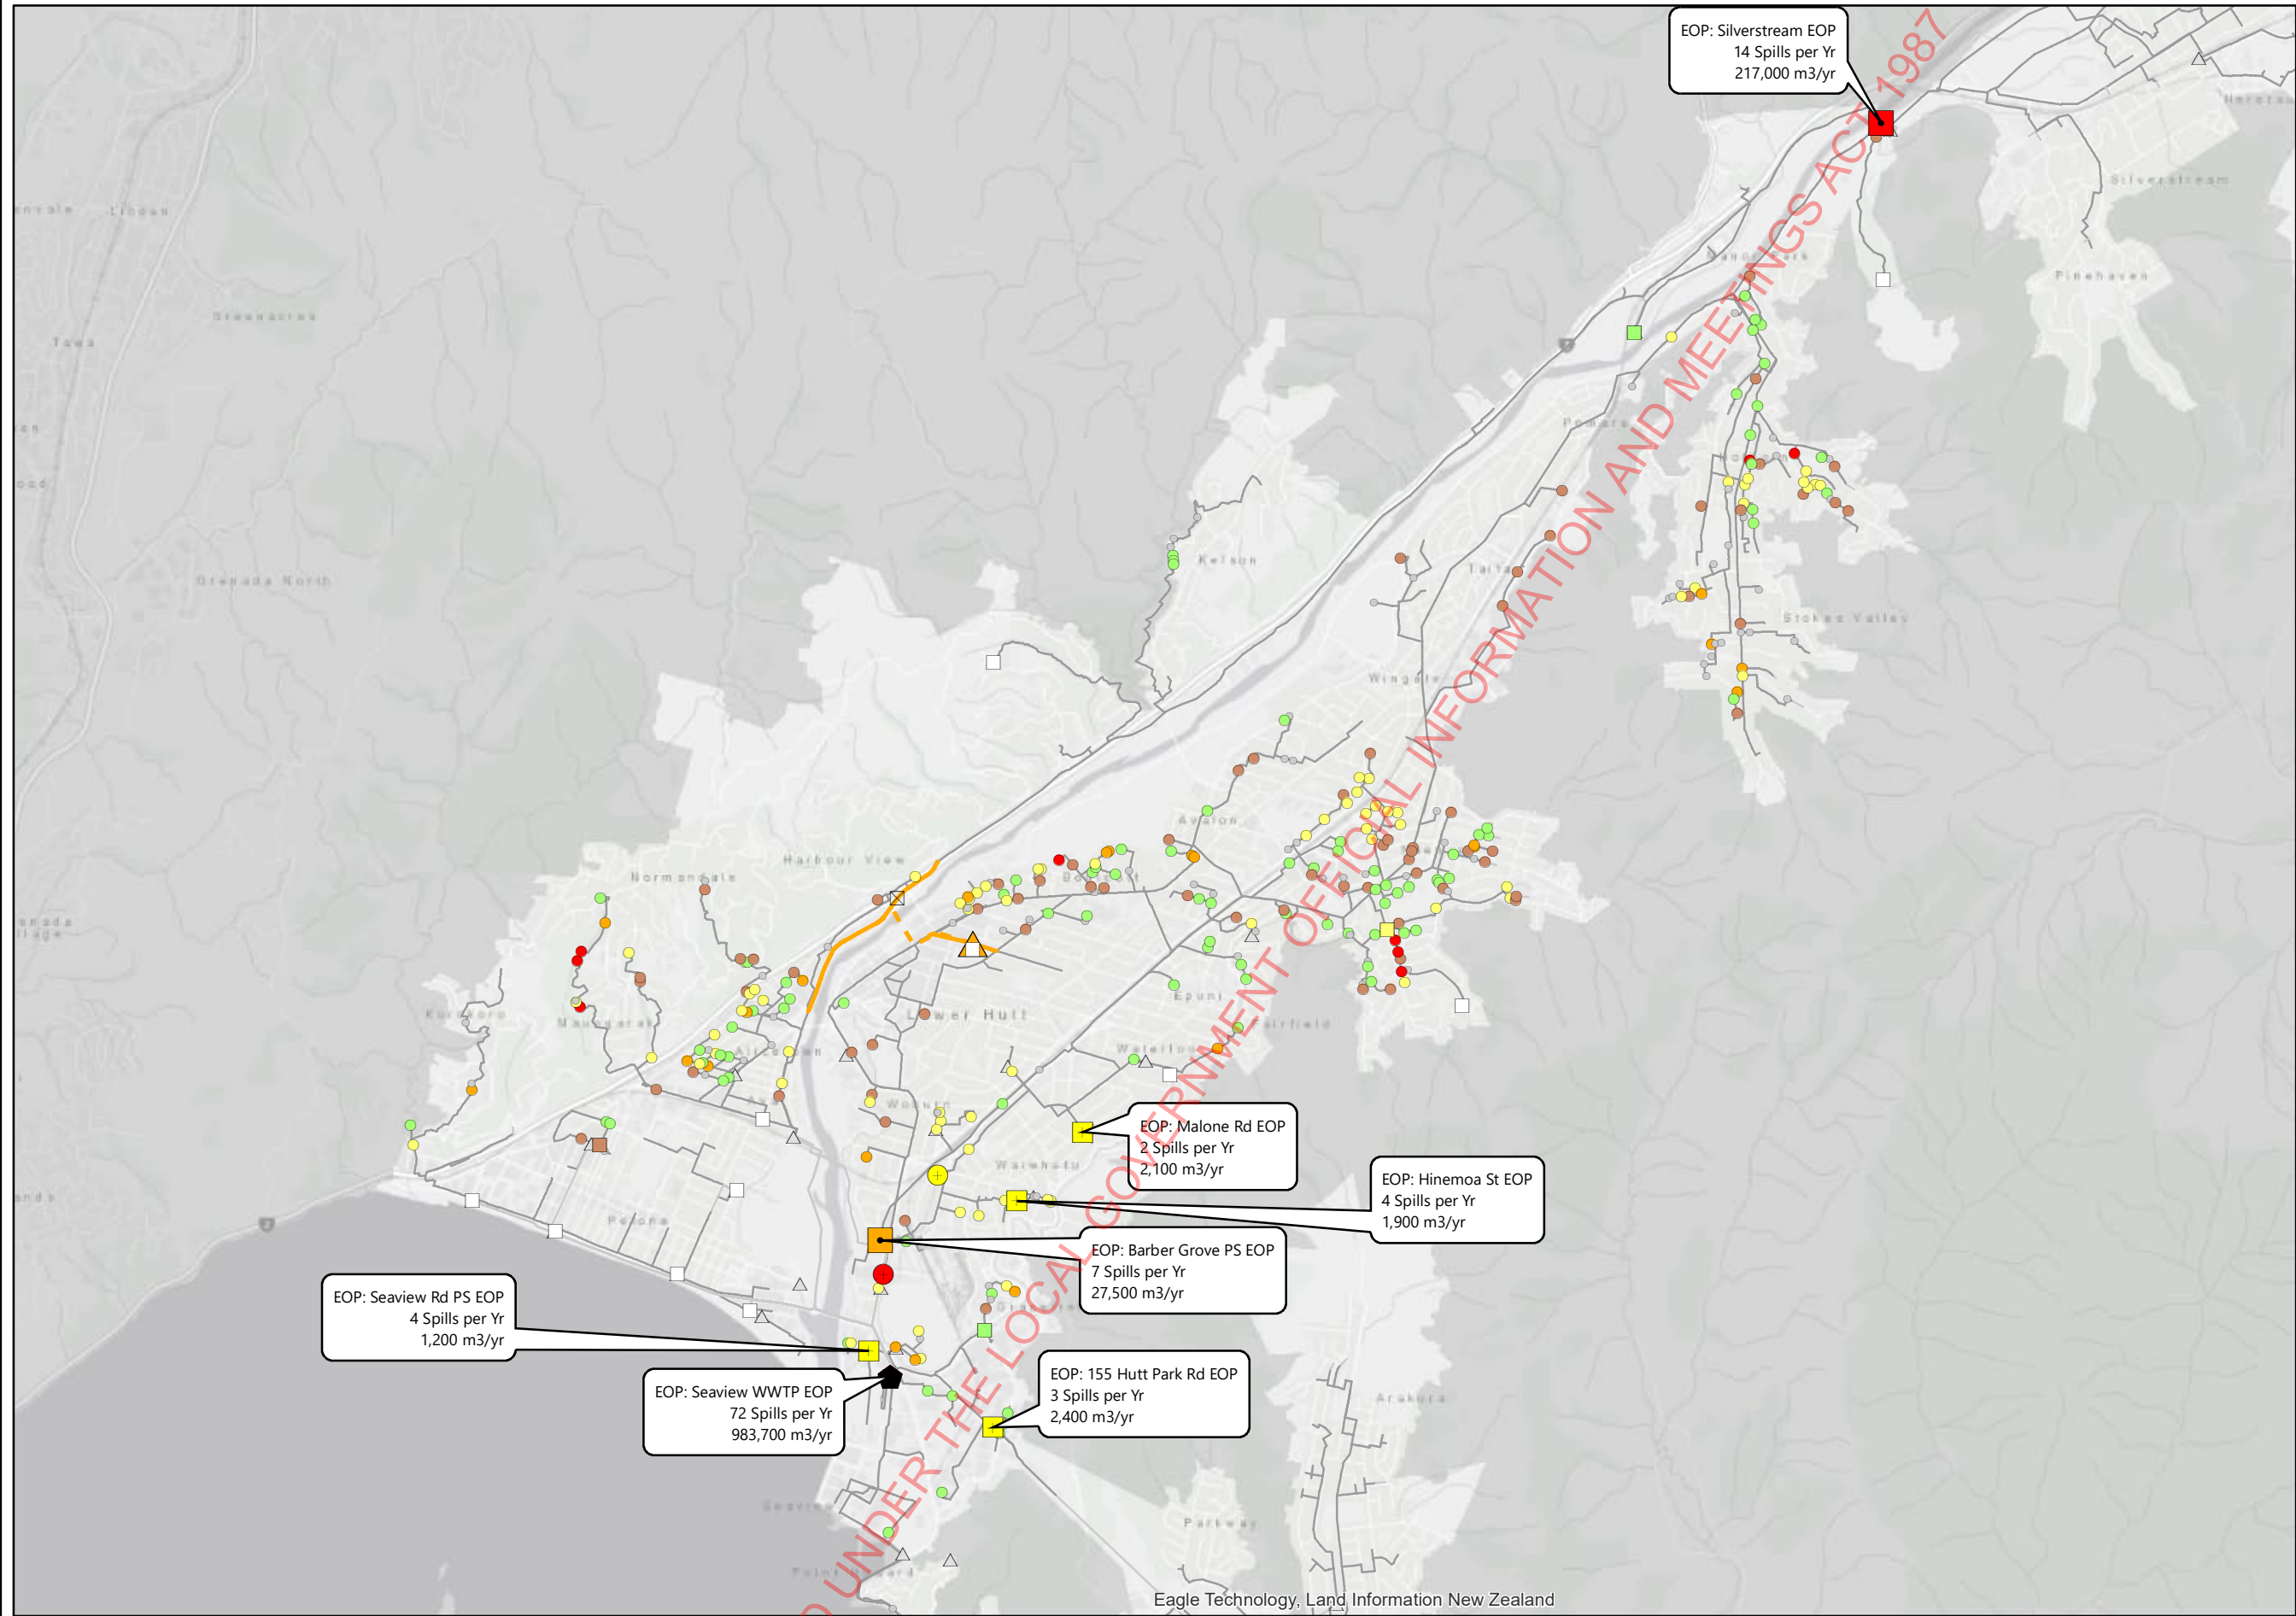 EOP: Silverstream EOP
14 Spills per Yr
217,000 m3/yr
Linden
Silverstream
Manor Park
Pinehaven
Greenacres
Tawa
Pomare
Kelson
Taita
Grenada North
Stokes Valley
Wingate
Avalon
Harbour View
Normandale
Boulcott
Epuni
Lower Hutt
Fairfield
Korokoro
Maungaraki
Alicetown
Waterloo
Ava
Woburn
EOP: Malone Rd EOP
2 Spills per Yr
2,100 m3/yr
Waiwhetu
EOP: Hinemoa St EOP
4 Spills per Yr
1,900 m3/yr
Petone
EOP: Barber Grove PS EOP
7 Spills per Yr
27,500 m3/yr
EOP: Seaview Rd PS EOP
4 Spills per Yr
1,200 m3/yr
EOP: Seaview WWTP EOP
72 Spills per Yr
983,700 m3/yr
EOP: 155 Hutt Park Rd EOP
3 Spills per Yr
2,400 m3/yr
Arakura
Seaview
Parkway
Point Howard
UNDER THE LOCAL GOVERNMENT OFFICIAL INFORMATION AND MEETINGS ACT 1987
Eagle Technology, Land Information New Zealand